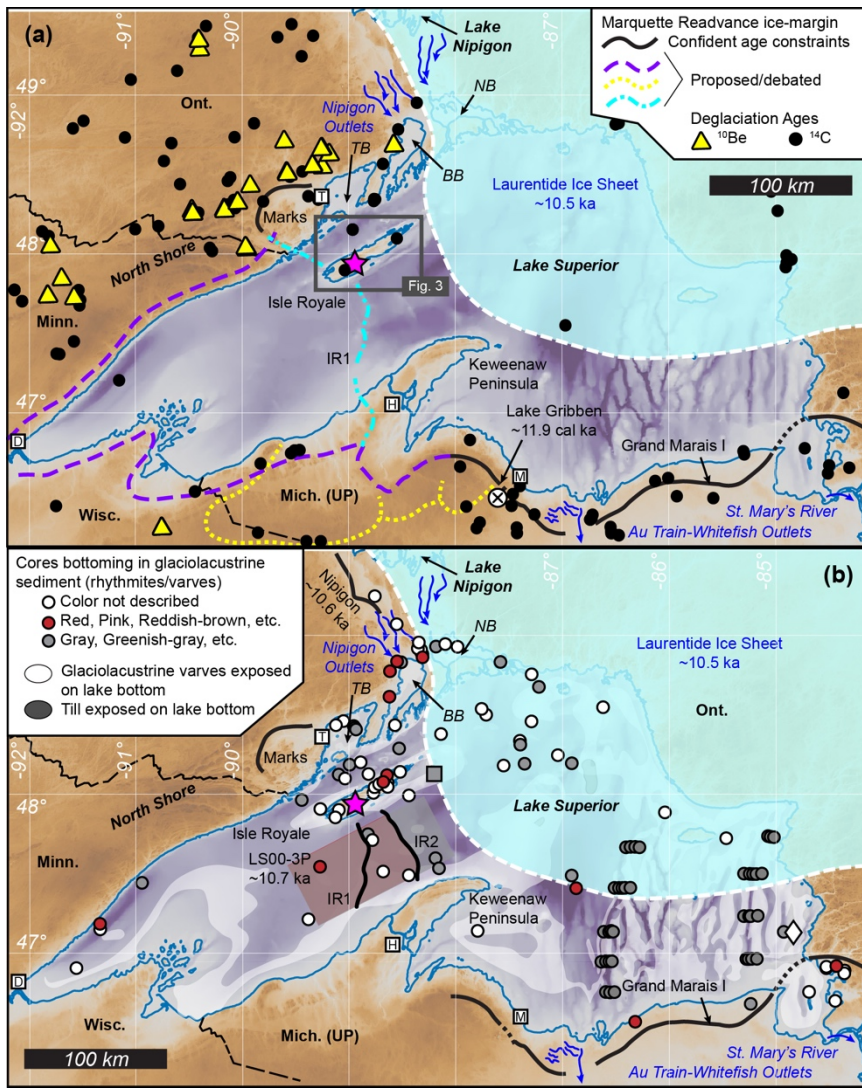 (a)
-91°
-90°
Lake
Nipigon
Marquette Readvance ice-margin
Confident age constraints
Proposed/debated
Deglaciation Ages
10Be
14C
49°
-92°
Ont.
Nipigon
Outlets
NB
TB
BB
Laurentide Ice Sheet
~10.5 ka
100 km
T
Marks
48°
North Shore
Lake Superior
Fig. 3
Isle Royale
Minn.
-87°
-86°
-85°
IR1
Keweenaw
Peninsula
47°
H
Lake Gribben
~11.9 cal ka
Grand Marais I
D
M
Mich. (UP)
Wisc.
St. Mary's River
Au Train-Whitefish Outlets
Cores bottoming in glaciolacustrine
sediment (rhythmites/varves)
Color not described
Red, Pink, Reddish-brown, etc.
Gray, Greenish-gray, etc.
Glaciolacustrine varves exposed
on lake bottom
Till exposed on lake bottom
(b)
Lake
Nipigon
-87°
-86°
-85°
Nipigon
~10.6 ka
Nipigon
Outlets
NB
Laurentide Ice Sheet
~10.5 ka
TB
BB
Ont.
-92°
-91°
-90°
T
Marks
48°
North Shore
Lake Superior
Isle Royale
Minn.
LS00-3P
~10.7 ka
IR2
IR1
Keweenaw
Peninsula
47°
H
D
Grand Marais I
M
Wisc.
Mich. (UP)
100 km
St. Mary's River
Au Train-Whitefish Outlets